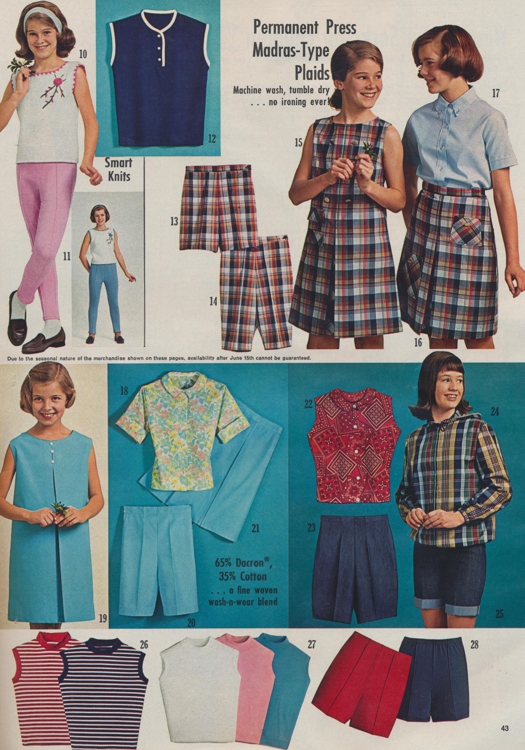 10
12
Permanent Press
Madras-Type
Plaids
Machine wash, tumble dry
. . . no ironing ever!
17
15
Smart
Knits
13
11
14
16
Due to the seasonal nature of the merchandise shown on these pages, availability after June 15th cannot be guaranteed.
18
22
24
21
23
65% Dacron®,
35% Cotton
. . . a fine woven
wash-n-wear blend
19
20
25
26
27
28
43